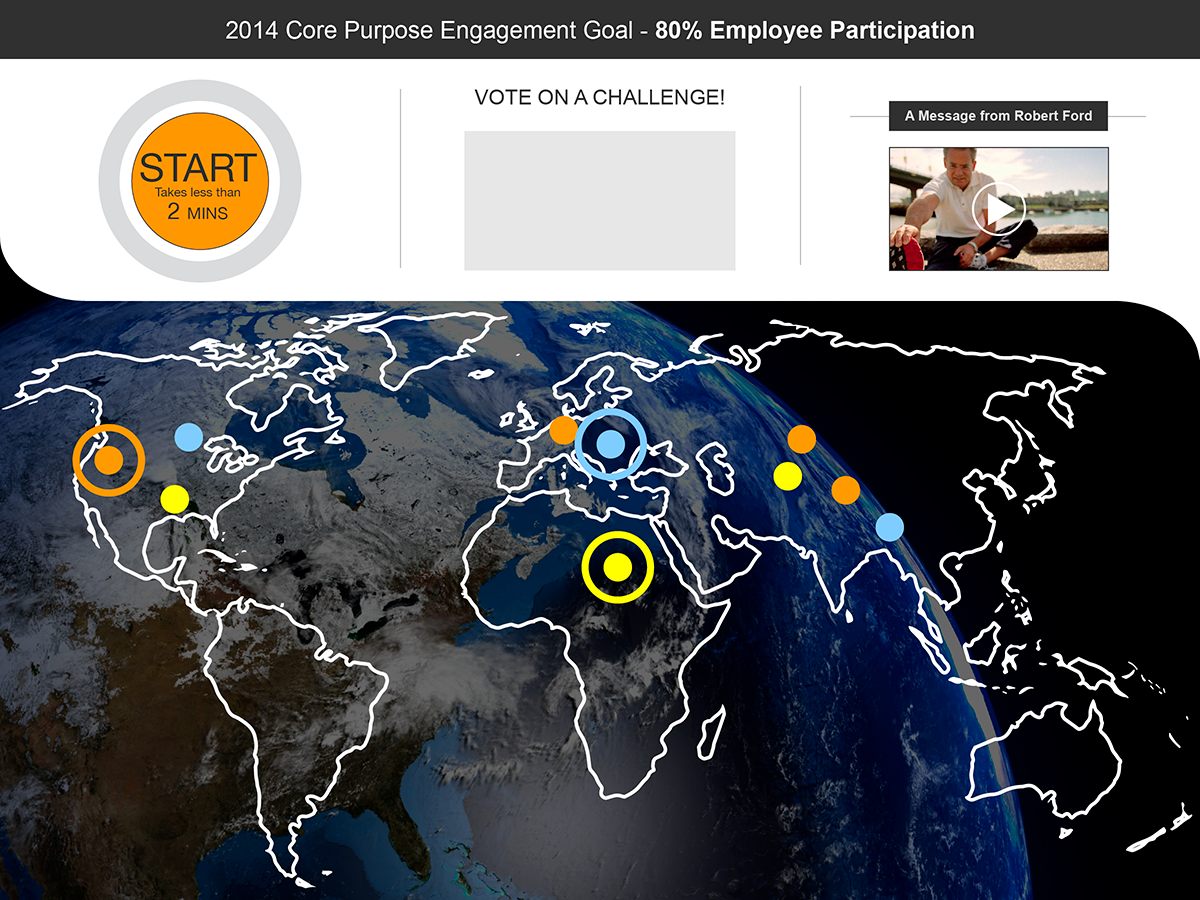 2014 Core Purpose Engagement Goal - 80% Employee Participation
START
Takes less than
2 MINS
VOTE ON A CHALLENGE!
A Message from Robert Ford